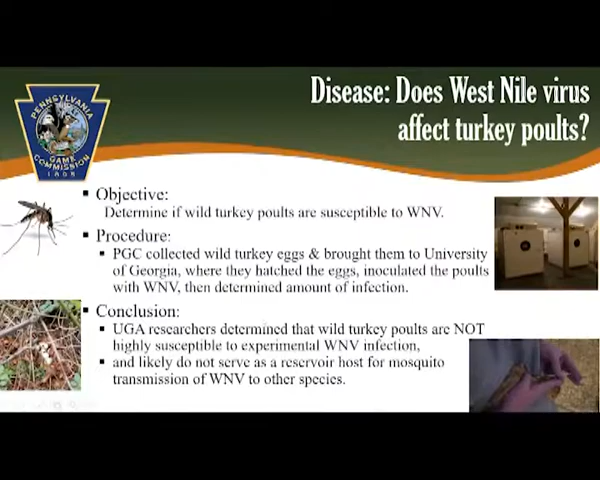 Disease: Does West Nile virus
affect turkey poults?
PENNSYLVANIA
GAME
COMMISSION
1895
▪ Objective:
Determine if wild turkey poults are susceptible to WNV.
▪ Procedure:
▪ PGC collected wild turkey eggs & brought them to University
of Georgia, where they hatched the eggs, inoculated the poults
with WNV, then determined amount of infection.
▪ Conclusion:
▪ UGA researchers determined that wild turkey poults are NOT
highly susceptible to experimental WNV infection,
▪ and likely do not serve as a reservoir host for mosquito
transmission of WNV to other species.